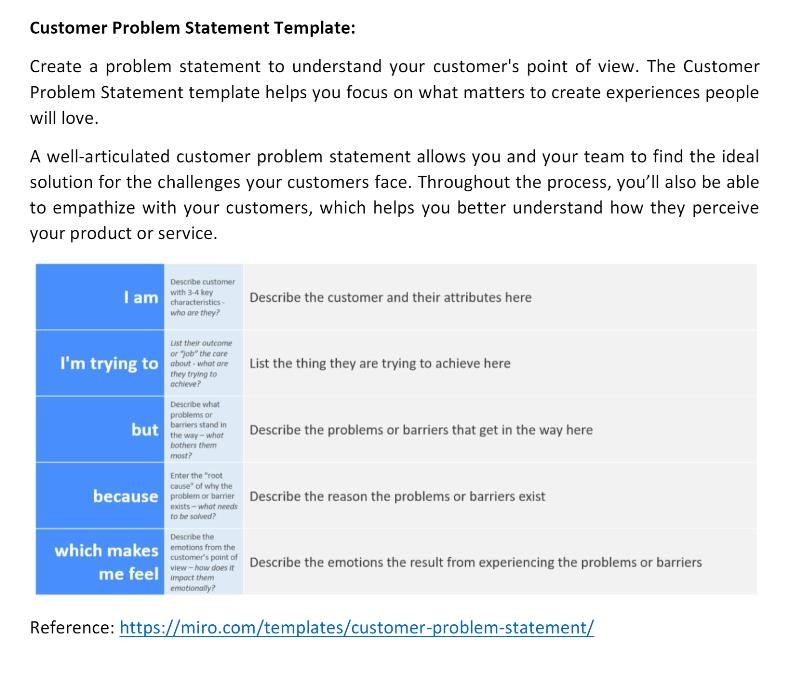 Customer Problem Statement Template:
Create a problem statement to understand your customer's point of view. The Customer
Problem Statement template helps you focus on what matters to create experiences people
will love.
A well-articulated customer problem statement allows you and your team to find the ideal
solution for the challenges your customers face. Throughout the process, you’ll also be able
to empathize with your customers, which helps you better understand how they perceive
your product or service.
I am
Describe customer
with 3-4 key
characteristics -
who are they?
Describe the customer and their attributes here
I'm trying to
List their outcome
or "job" the care
about - what are
they trying to
achieve?
List the thing they are trying to achieve here
but
Describe what
problems or
barriers stand in
the way – what
bothers them
most?
Describe the problems or barriers that get in the way here
because
Enter the "root
cause" of why the
problem or barrier
exists – what needs
to be solved?
Describe the reason the problems or barriers exist
which makes
me feel
Describe the
emotions from the
customer's point of
view – how does it
impact them
emotionally?
Describe the emotions the result from experiencing the problems or barriers
Reference: https://miro.com/templates/customer-problem-statement/